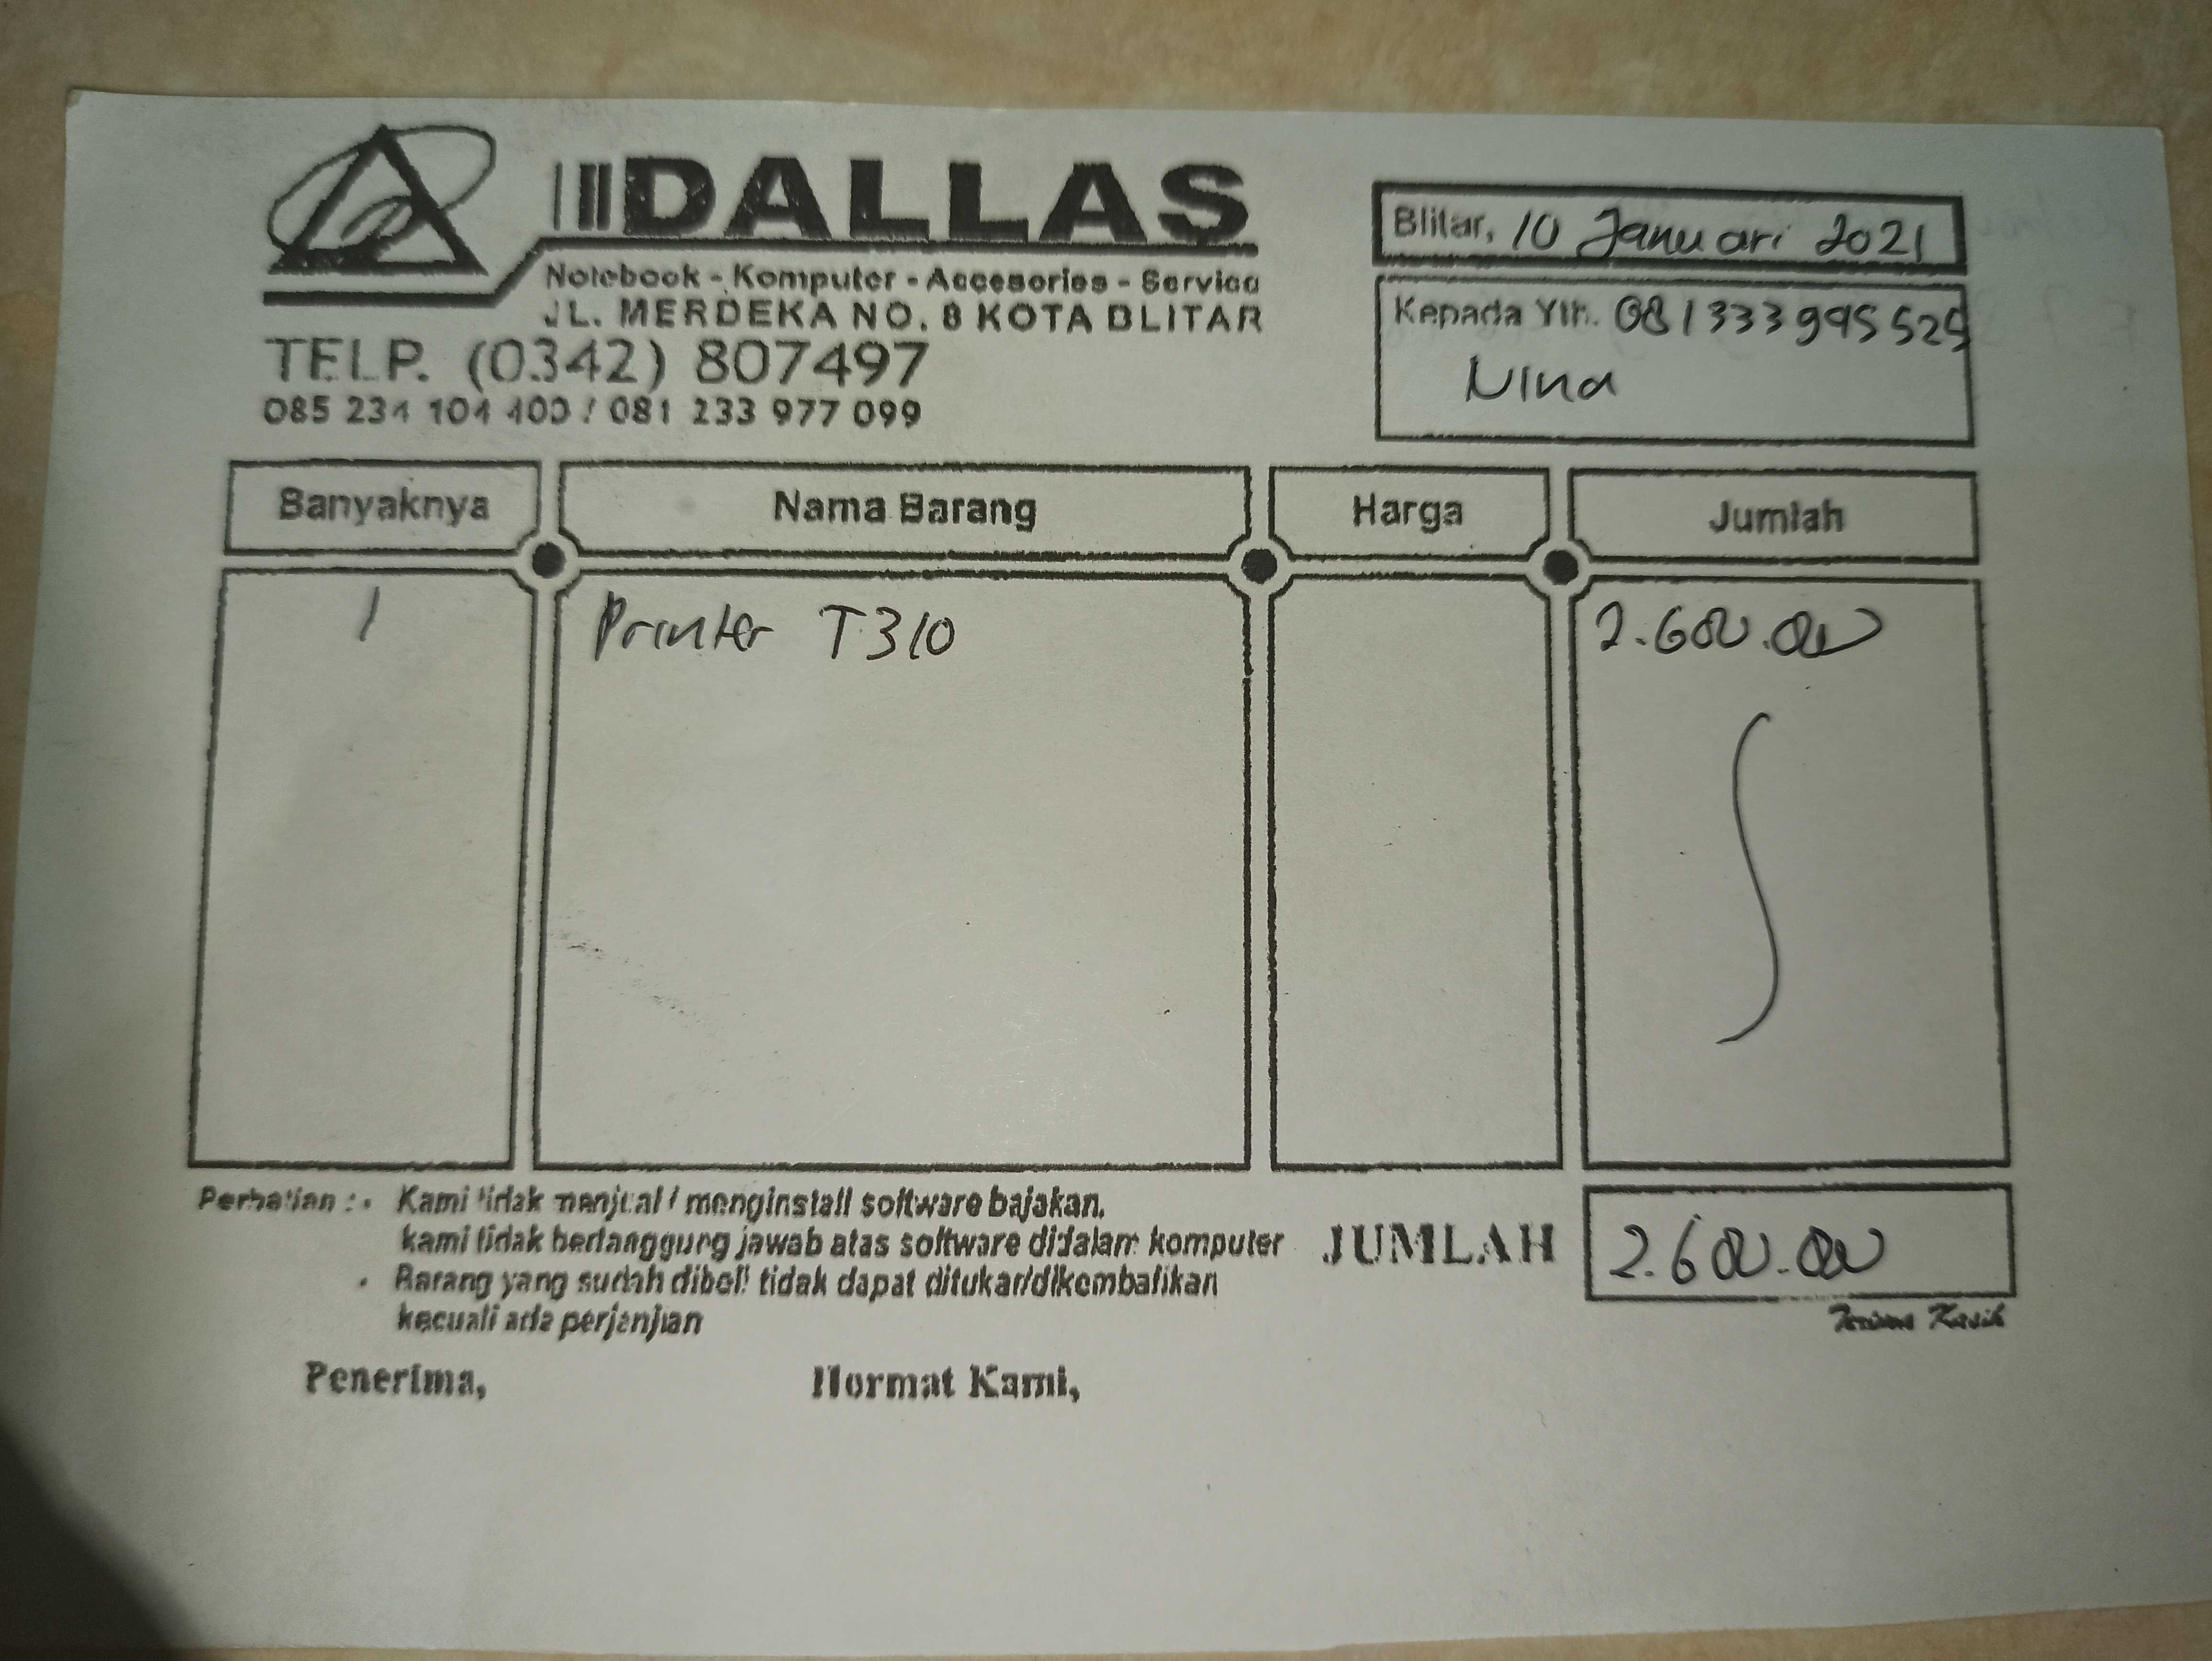 DALLAS
Notebook - Komputer - Accesories - Service
JL. MERDEKA NO. 8 KOTA BLITAR
TELP. (0342) 807497
085 234 104 400 / 081 233 977 099
Blitar, 10 Januari 2021
Kepada Yth. 081333995525
Nina
Banyaknya Nama Barang Harga Jumlah
1 Printer T310 2.600.000
Perhatian : • Kami tidak menjual / menginstall software bajakan.
kami tidak bertanggung jawab atas software didalam komputer
• Barang yang sudah dibeli tidak dapat ditukar/dikembalikan
kecuali ada perjanjian
JUMLAH 2.600.000
Terima Kasih
Penerima, Hormat Kami,